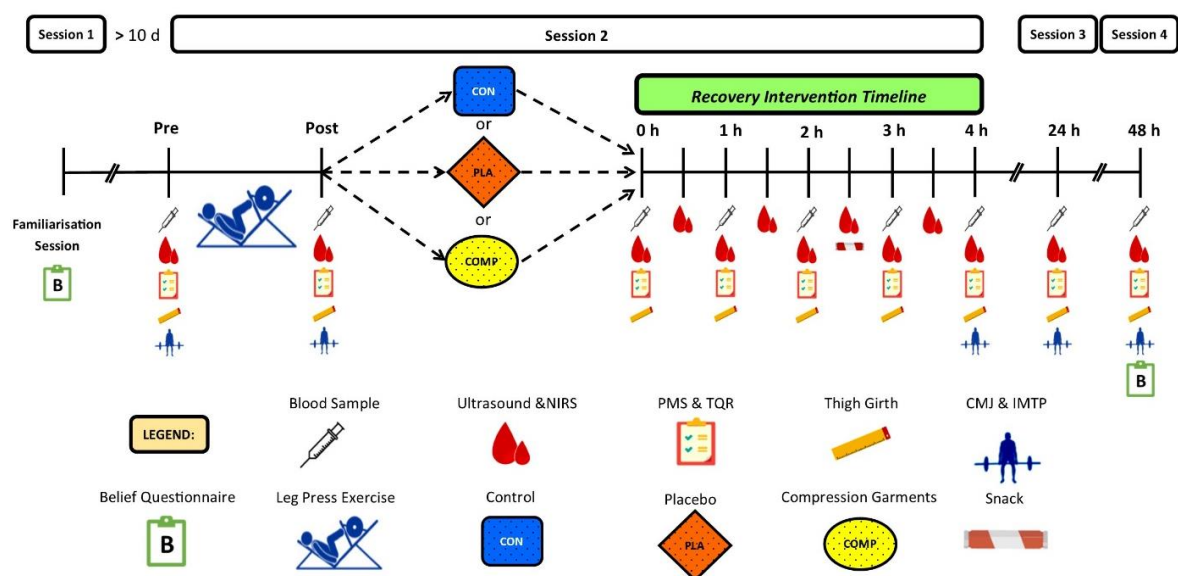 Session 1
> 10 d
Session 2
Session 3
Session 4
Recovery Intervention Timeline
Pre
Post
CON
or
PLA
or
COMP
0 h
1 h
2 h
3 h
4 h
24 h
48 h
Familiarisation
Session
B
B
LEGEND:
Blood Sample
Ultrasound &NIRS
PMS & TQR
Thigh Girth
CMJ & IMTP
Belief Questionnaire
Leg Press Exercise
Control
Placebo
Compression Garments
Snack
B
CON
PLA
COMP